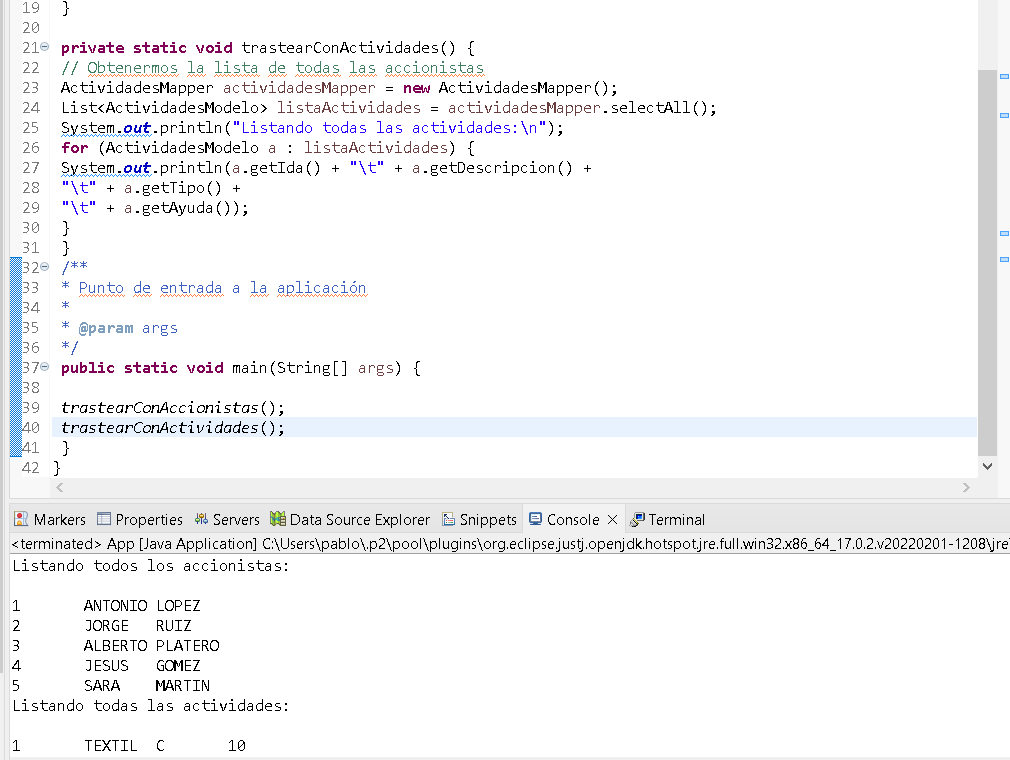 19 }
20
21 private static void trastearConActividades() {
22 // Obtenermos la lista de todas las accionistas
23 ActividadesMapper actividadesMapper = new ActividadesMapper();
24 List<ActividadesModelo> listaActividades = actividadesMapper.selectAll();
25 System.out.println("Listando todas las actividades:\n");
26 for (ActividadesModelo a : listaActividades) {
27 System.out.println(a.getIda() + "\t" + a.getDescripcion() +
28 "\t" + a.getTipo() +
29 "\t" + a.getAyuda());
30 }
31 }
32 /**
33 * Punto de entrada a la aplicación
34 *
35 * @param args
36 */
37 public static void main(String[] args) {
38
39 trastearConAccionistas();
40 trastearConActividades();
41 }
42 }
Markers Properties Servers Data Source Explorer Snippets Console Terminal
<terminated> App [Java Application] C:\Users\pablo\.p2\pool\plugins\org.eclipse.justj.openjdk.hotspot.jre.full.win32.x86_64_17.0.2.v20220201-1208\jre
Listando todos los accionistas:
1 ANTONIO LOPEZ
2 JORGE RUIZ
3 ALBERTO PLATERO
4 JESUS GOMEZ
5 SARA MARTIN
Listando todas las actividades:
1 TEXTIL C 10